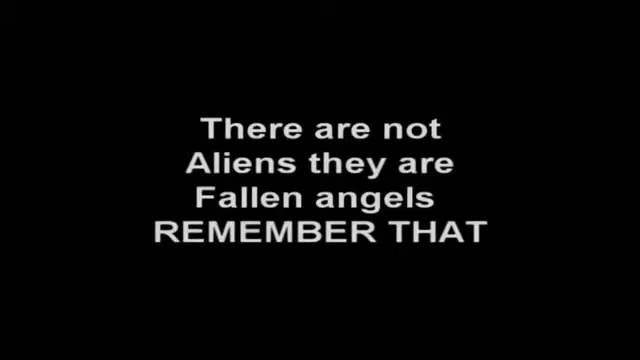 There are not
Aliens they are
Fallen angels
REMEMBER THAT